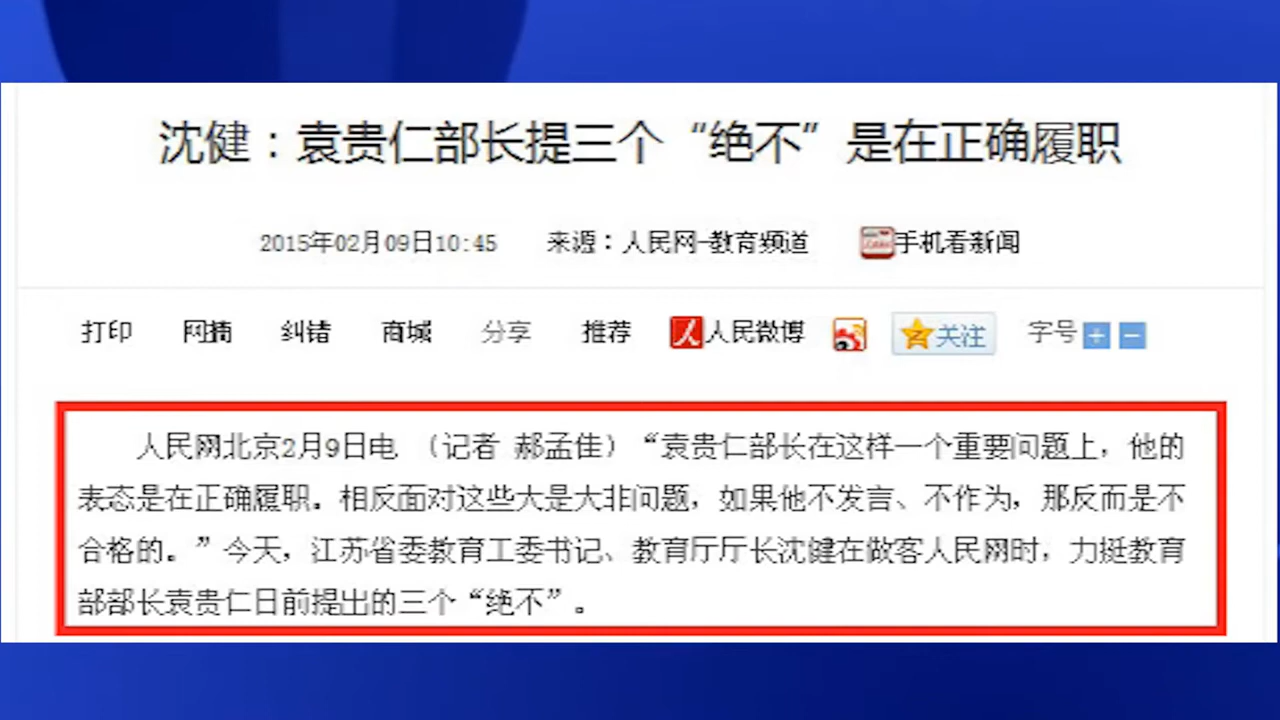 沈健：袁贵仁部长提三个“绝不”是在正确履职
2015年02月09日10:45 来源：人民网-教育频道 手机看新闻
打印 网摘 纠错 商城 分享 推荐 人民微博 关注 字号
人民网北京2月9日电 （记者 郝孟佳）“袁贵仁部长在这样一个重要问题上，他的
表态是在正确履职。相反面对这些大是大非问题，如果他不发言、不作为，那反而是不
合格的。”今天，江苏省委教育工委书记、教育厅厅长沈健在做客人民网时，力挺教育
部部长袁贵仁日前提出的三个“绝不”。